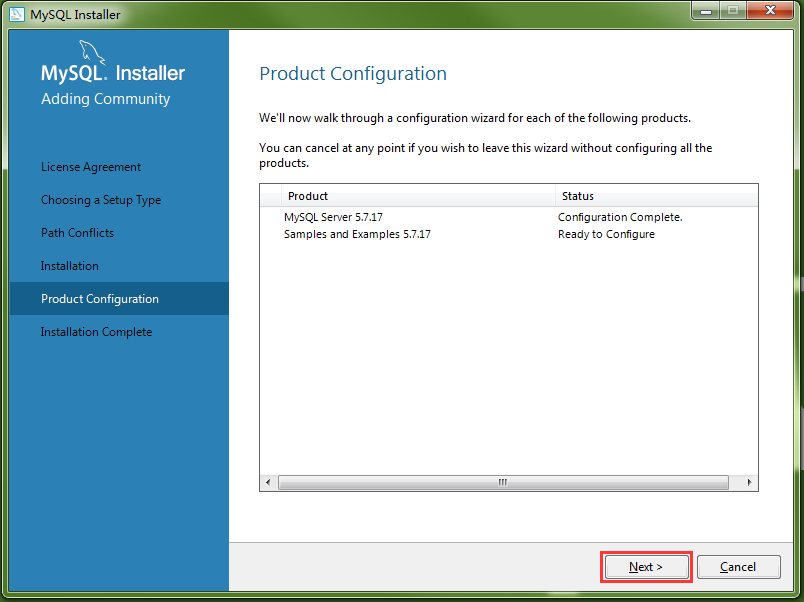 MySQL Installer
MySQL. Installer
Adding Community
License Agreement
Choosing a Setup Type
Path Conflicts
Installation
Product Configuration
Installation Complete
Product Configuration
We'll now walk through a configuration wizard for each of the following products.
You can cancel at any point if you wish to leave this wizard without configuring all the
products.
Product Status
MySQL Server 5.7.17 Configuration Complete.
Samples and Examples 5.7.17 Ready to Configure
Next > Cancel